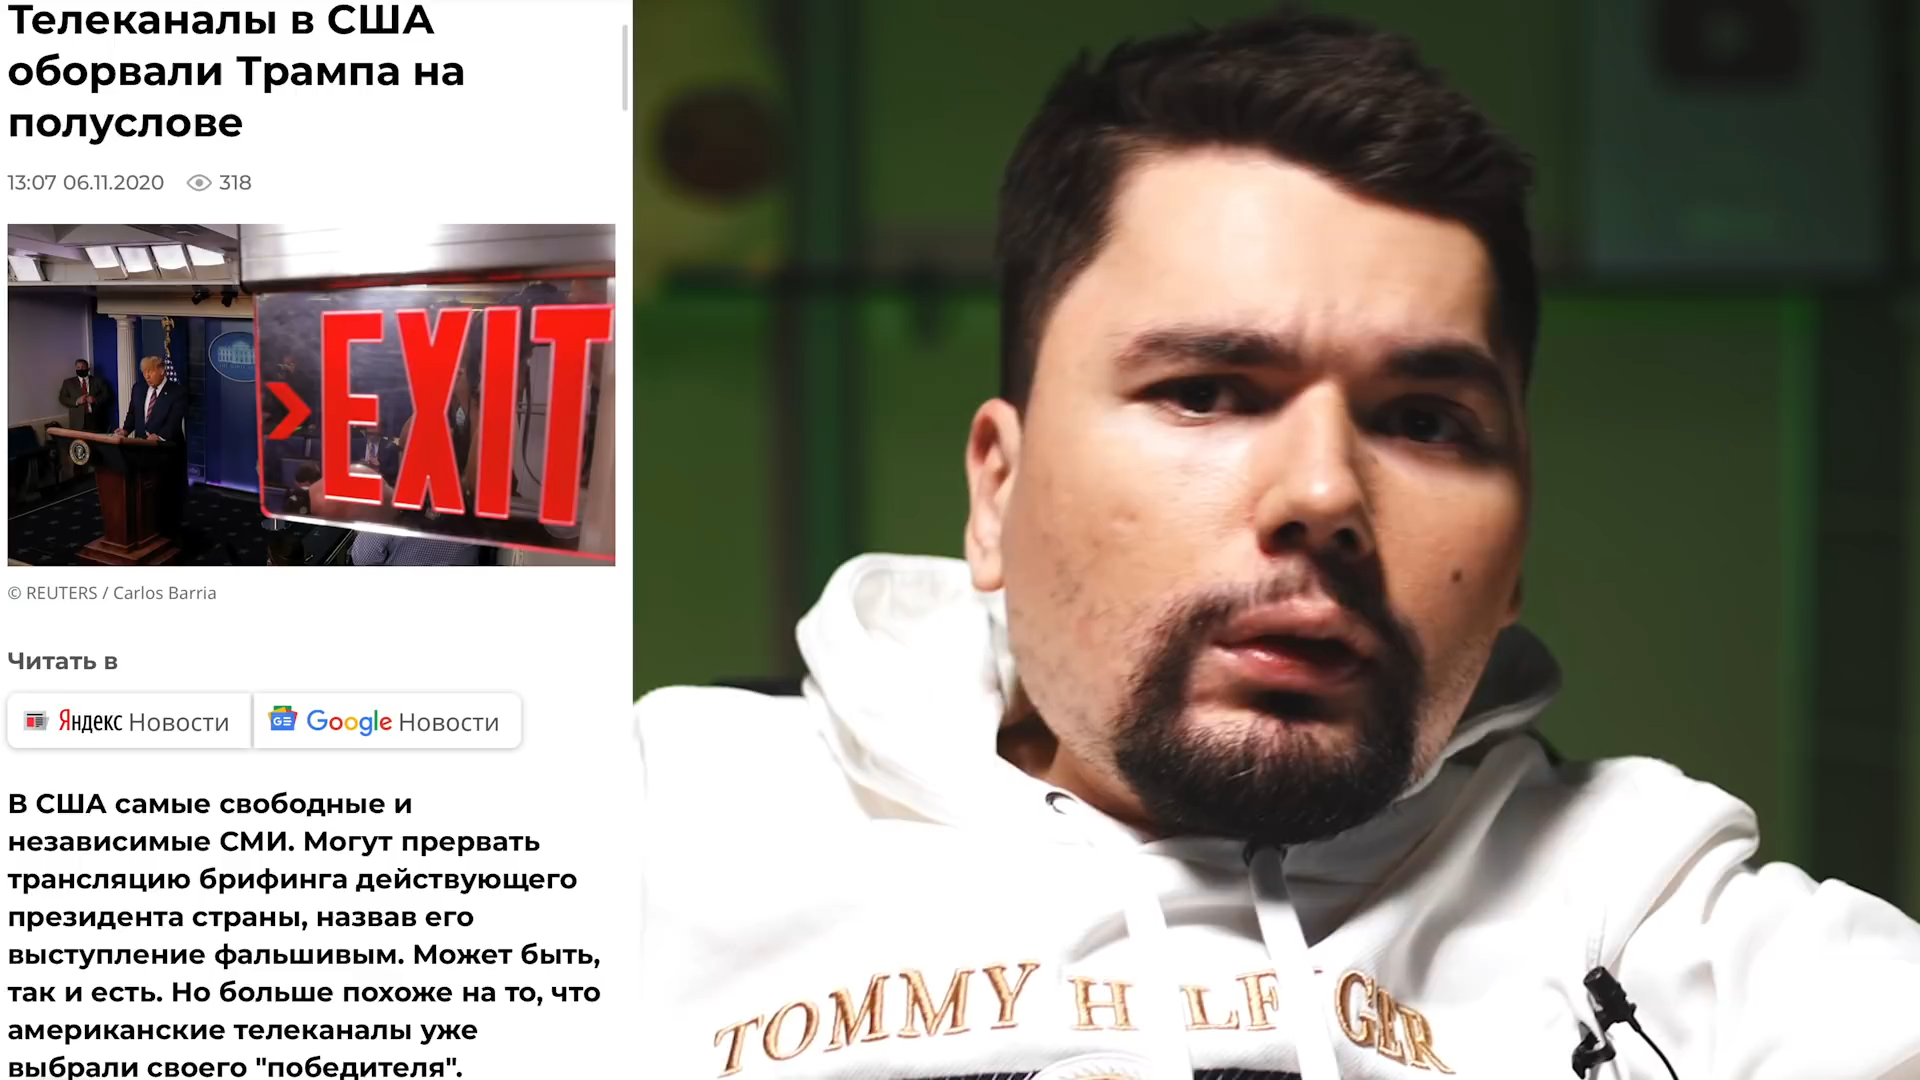 Телеканалы в США
оборвали Трампа на
полуслове
13:07 06.11.2020 318
EXIT
© REUTERS / Carlos Barria
Читать в
Яндекс Новости
Google Новости
В США самые свободные и
независимые СМИ. Могут прервать
трансляцию брифинга действующего
президента страны, назвав его
выступление фальшивым. Может быть,
так и есть. Но больше похоже на то, что
американские телеканалы уже
выбрали своего "победителя".
TOMMY HILFIGER